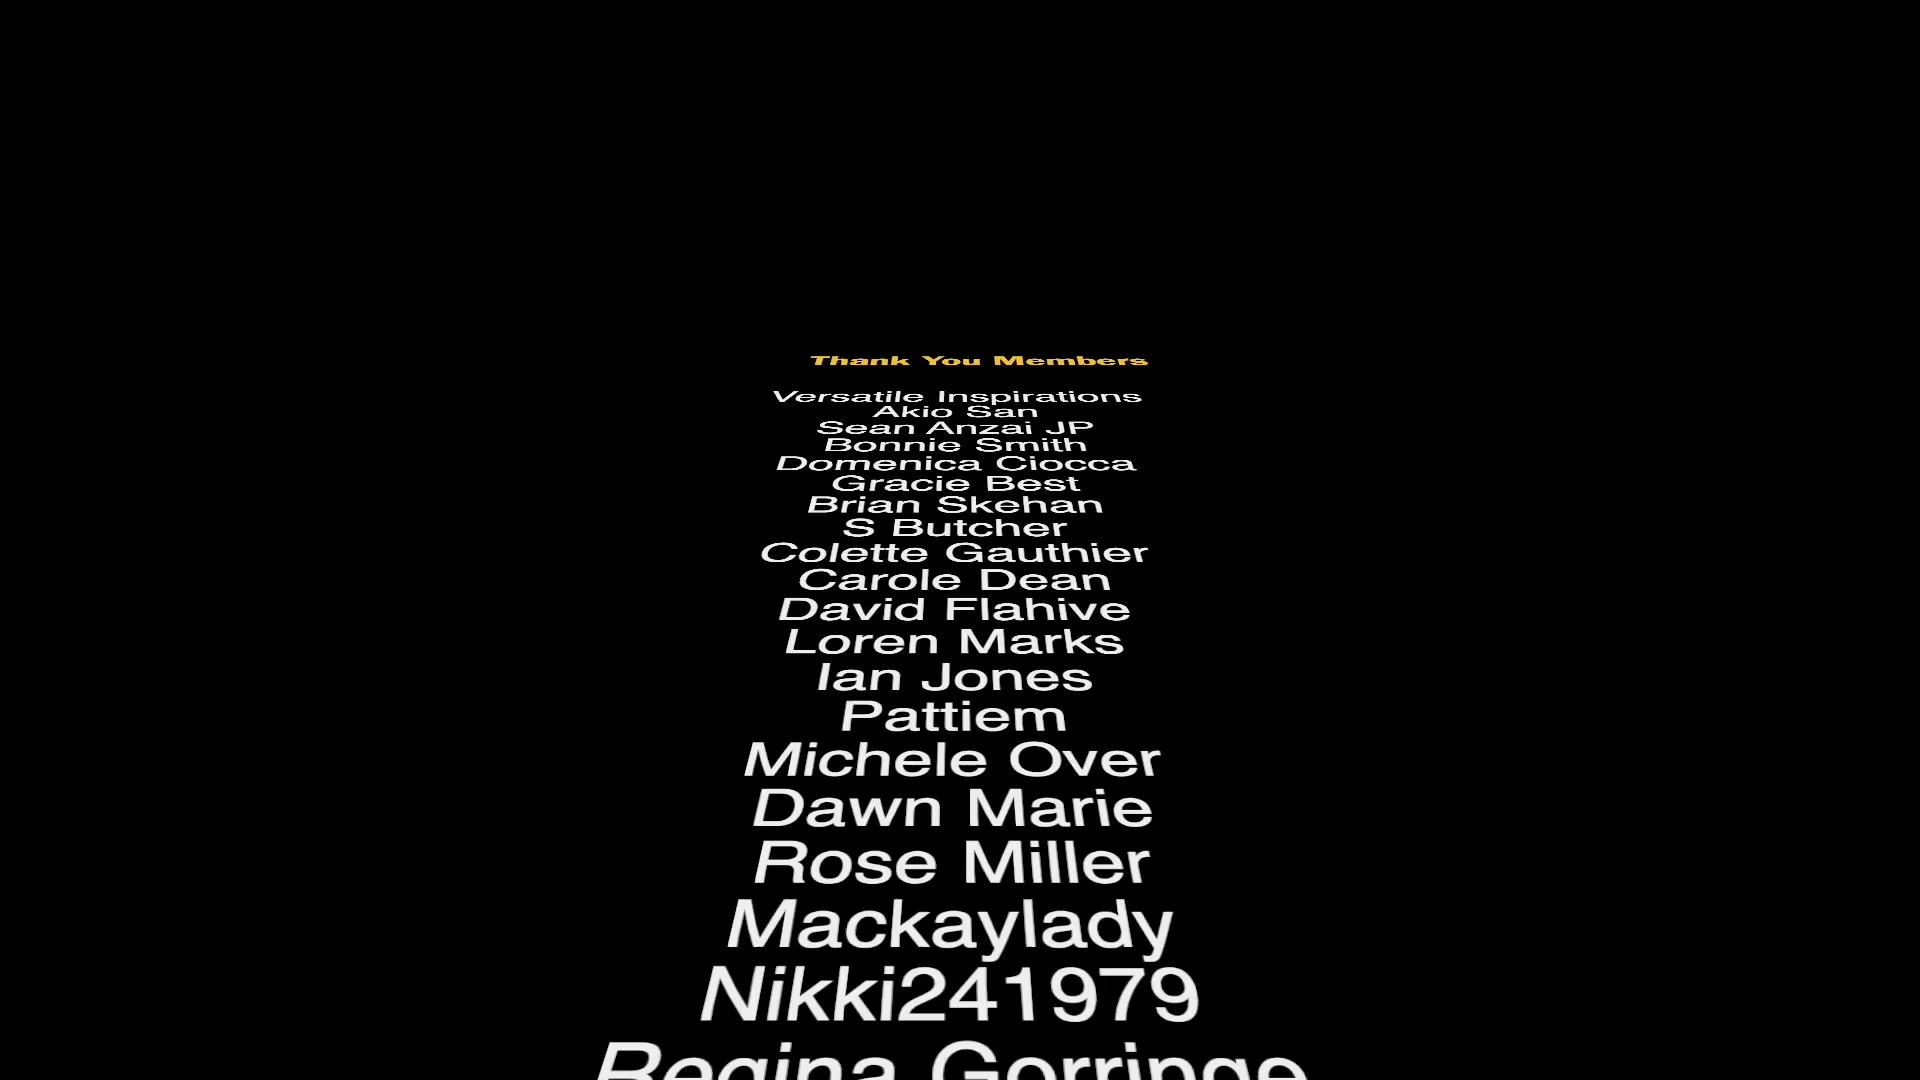 Thank You Members
Versatile Inspirations
Akio San
Sean Anzai JP
Bonnie Smith
Domenica Ciocca
Gracie Best
Brian Skehan
S Butcher
Colette Gauthier
Carole Dean
David Flahive
Loren Marks
Ian Jones
Pattiem
Michele Over
Dawn Marie
Rose Miller
Mackaylady
Nikki241979
Regina Gorringe